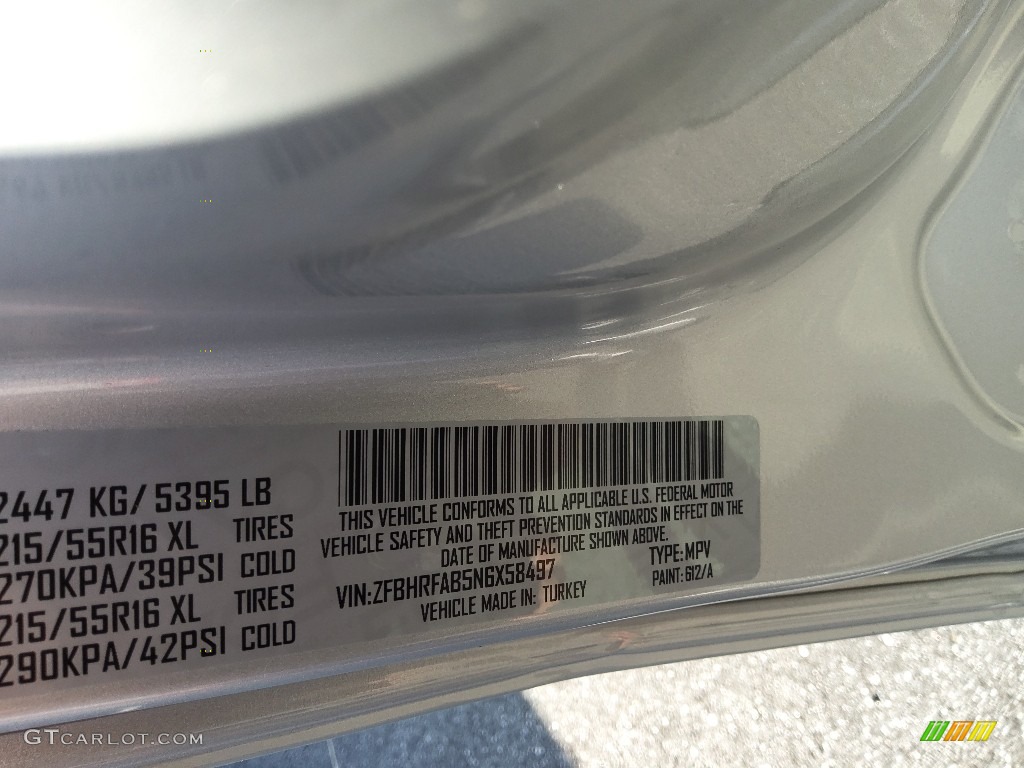 2447 KG/ 5395 LB
215/55R16 XL TIRES
270KPA/39PSI COLD
215/55R16 XL TIRES
290KPA/42PSI COLD
THIS VEHICLE CONFORMS TO ALL APPLICABLE U.S. FEDERAL MOTOR
VEHICLE SAFETY AND THEFT PREVENTION STANDARDS IN EFFECT ON THE
DATE OF MANUFACTURE SHOWN ABOVE.
VIN:ZFBHRFAB5N6X58497 TYPE:MPV
VEHICLE MADE IN: TURKEY PAINT: 612/A
GTCARLOT.COM